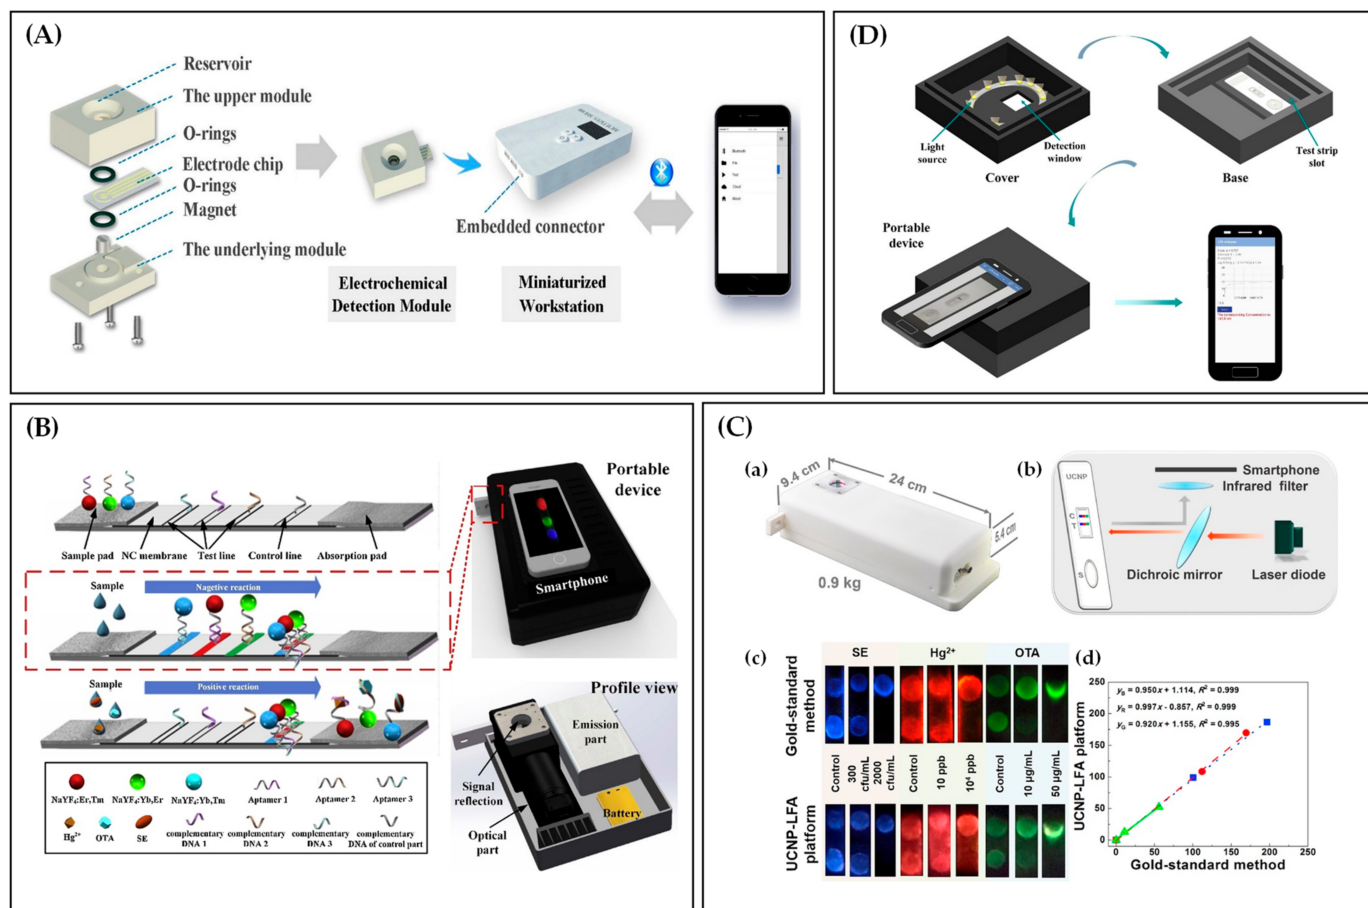 (A)
Reservoir
The upper module
O-rings
Electrode chip
O-rings
Magnet
The underlying module
Embedded connector
Electrochemical
Detection Module
Miniaturized
Workstation
Bluetooth
File
Test
Cloud
About
(D)
Light
source
Detection
window
Cover
Test strip
slot
Base
Portable
device
(B)
Sample pad
NC membrane
Test line
Control line
Absorption pad
Sample
Nagetive reaction
Sample
Positive reaction
NaYF₄:Er,Tm
NaYF₄:Yb,Er
NaYF₄:Yb,Tm
Aptamer 1
Aptamer 2
Aptamer 3
Hg²⁺
OTA
SE
complementary
DNA 1
complementary
DNA 2
complementary
DNA 3
complementary
DNA of control part
Portable
device
Smartphone
Profile view
Emission
part
Signal
reflection
Optical
part
Battery
(C)
(a)
9.4 cm
24 cm
5.4 cm
0.9 kg
(b)
UCNP
C
T
S
Smartphone
Infrared filter
Dichroic mirror
Laser diode
(c)
SE
Hg²⁺
OTA
Gold-standard
method
Control
300
cfu/mL
2000
cfu/mL
Control
10 ppb
10⁴ ppb
Control
10 μg/mL
50 μg/mL
UCNP-LFA
platform
(d)
y_B = 0.950x + 1.114, R² = 0.999
y_R = 0.997x - 0.857, R² = 0.999
y_G = 0.920x + 1.155, R² = 0.995
UCNP-LFA platform
250
200
150
100
50
0
0
50
100
150
200
250
Gold-standard method